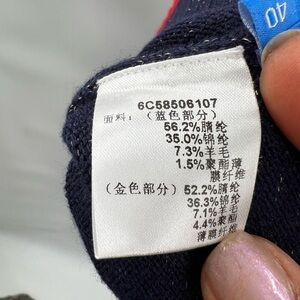 40
6C58506107
面料：（蓝色部分）
56.2%腈纶
35.0%锦纶
7.3%羊毛
1.5%聚酯薄
膜纤维
（金色部分）52.2%腈纶
36.3%锦纶
7.1%羊毛
4.4%聚酯
薄膜纤维